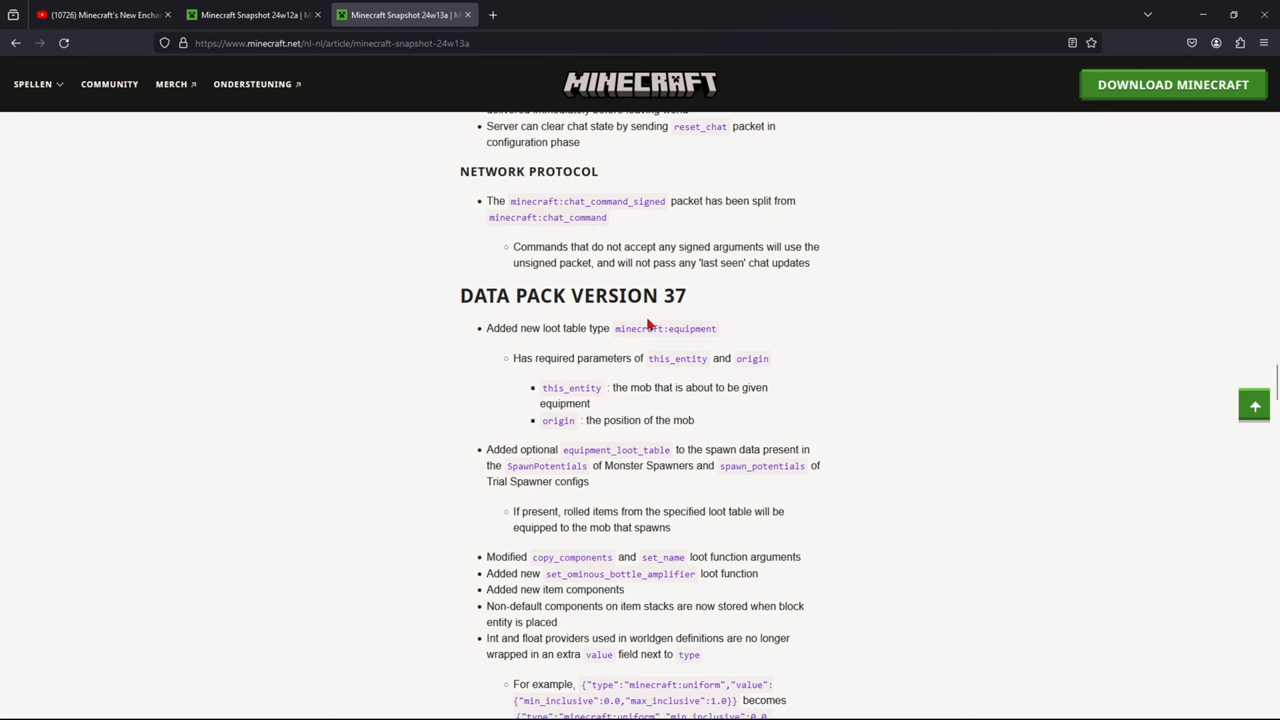 (10726) Minecraft's New Enchan
Minecraft Snapshot 24w12a | M
Minecraft Snapshot 24w13a | M
https://www.minecraft.net/nl-nl/article/minecraft-snapshot-24w13a
SPELLEN COMMUNITY MERCH ONDERSTEUNING
MINECRAFT
DOWNLOAD MINECRAFT
• Server can clear chat state by sending reset_chat packet in
configuration phase
NETWORK PROTOCOL
• The minecraft:chat_command_signed packet has been split from
minecraft:chat_command
○ Commands that do not accept any signed arguments will use the
unsigned packet, and will not pass any 'last seen' chat updates
DATA PACK VERSION 37
• Added new loot table type minecraft:equipment
○ Has required parameters of this_entity and origin
▪ this_entity : the mob that is about to be given
equipment
▪ origin : the position of the mob
• Added optional equipment_loot_table to the spawn data present in
the SpawnPotentials of Monster Spawners and spawn_potentials of
Trial Spawner configs
○ If present, rolled items from the specified loot table will be
equipped to the mob that spawns
• Modified copy_components and set_name loot function arguments
• Added new set_ominous_bottle_amplifier loot function
• Added new item components
• Non-default components on item stacks are now stored when block
entity is placed
• Int and float providers used in worldgen definitions are no longer
wrapped in an extra value field next to type
○ For example, {"type":"minecraft:uniform","value":
{"min_inclusive":0.0,"max_inclusive":1.0}} becomes
{"type":"minecraft:uniform","min_inclusive":0.0,